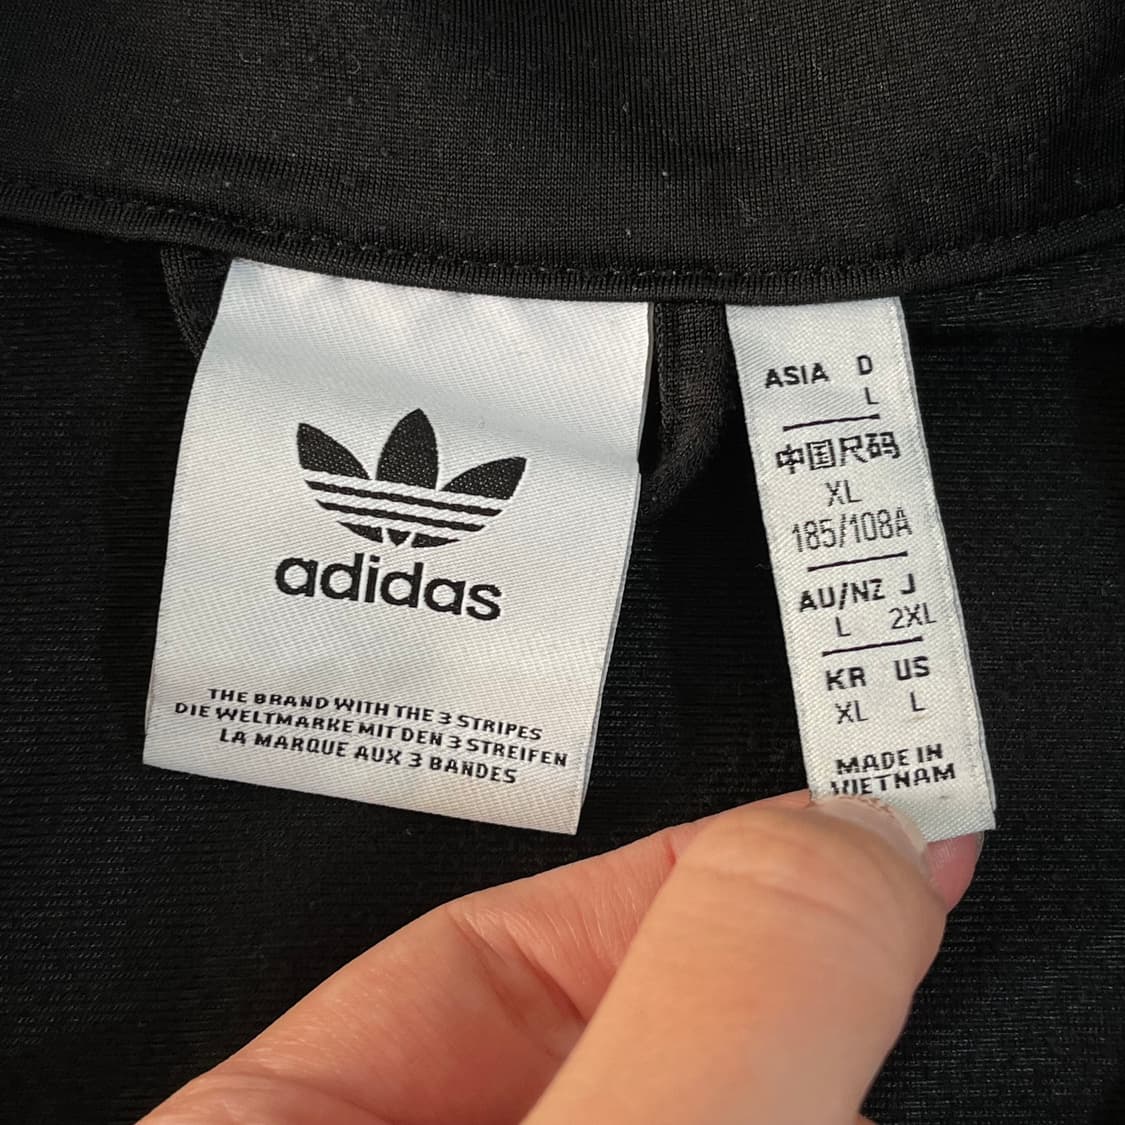 adidas
THE BRAND WITH THE 3 STRIPES
DIE WELTMARKE MIT DEN 3 STREIFEN
LA MARQUE AUX 3 BANDES
ASIA D
L
中国尺码
XL
185/108A
AU/NZ J
L 2XL
KR US
XL L
MADE IN
VIETNAM